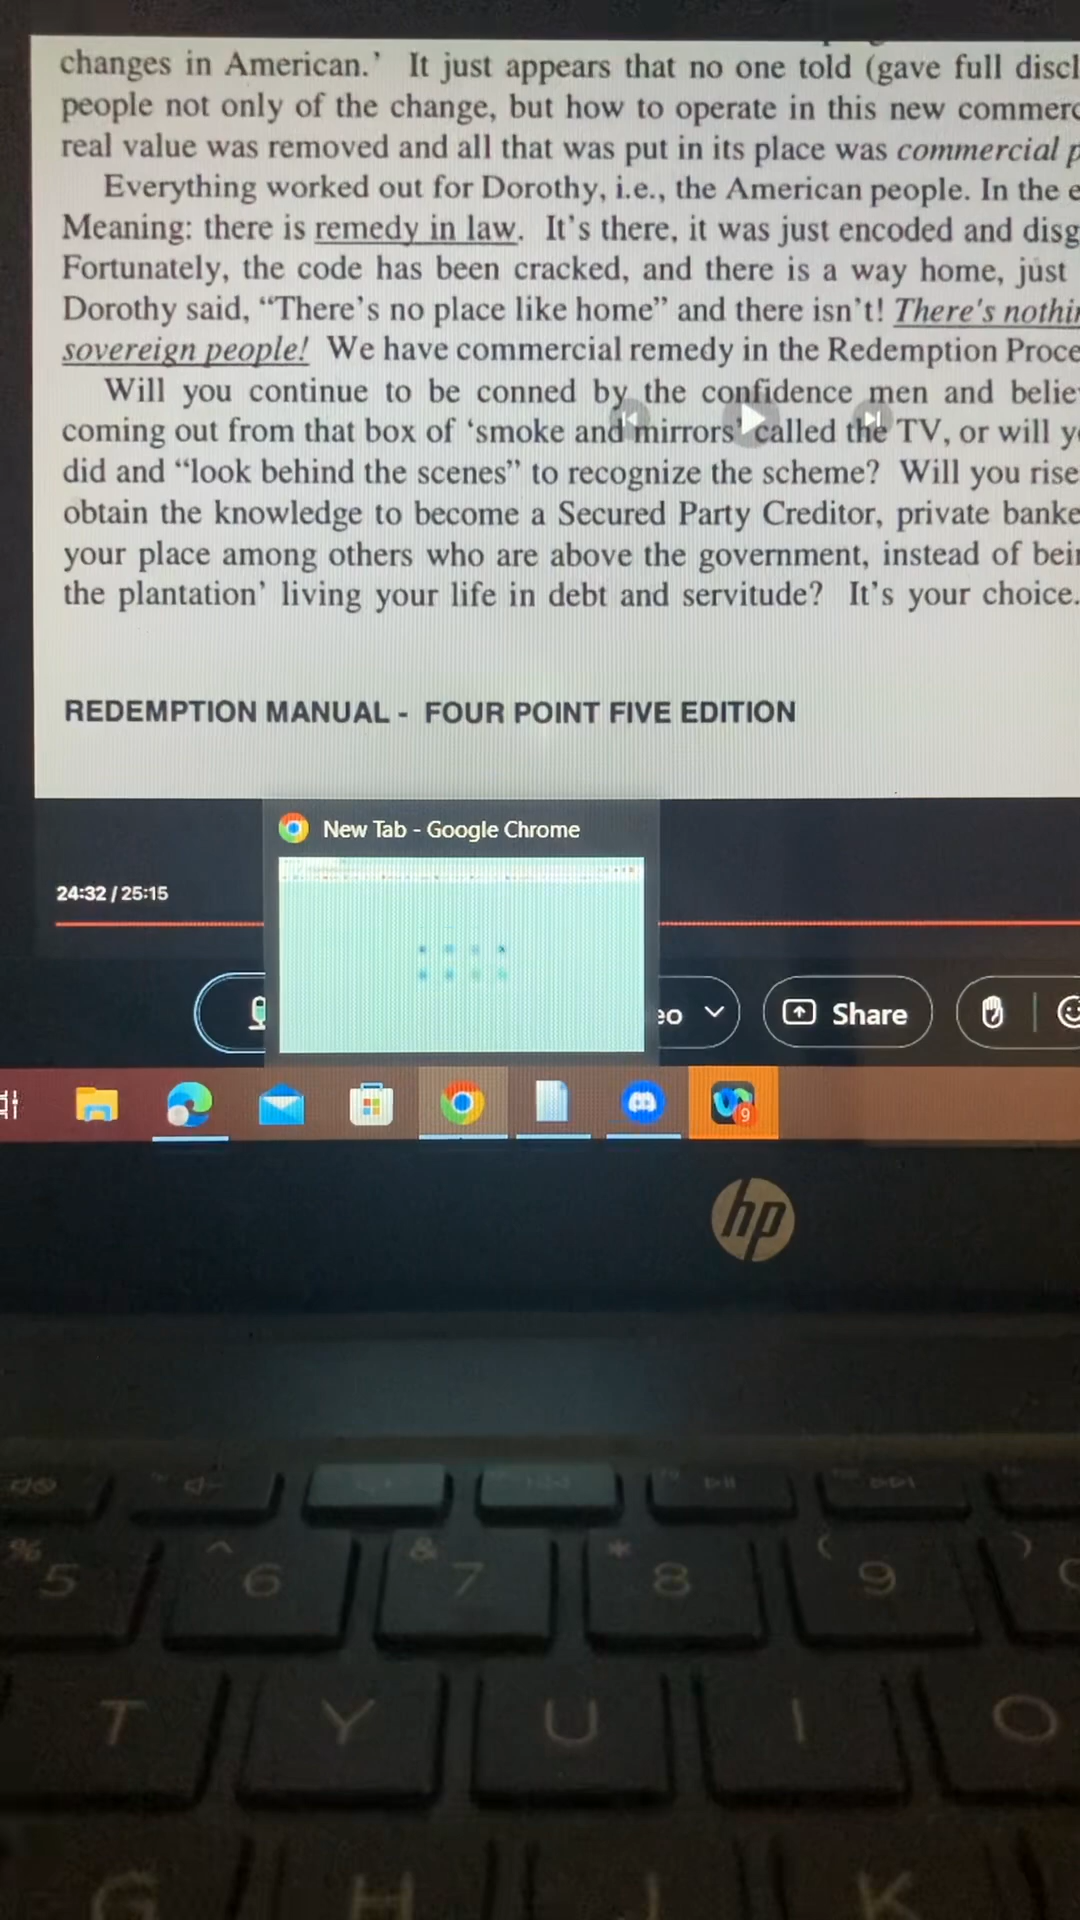 changes in American.' It just appears that no one told (gave full discl
people not only of the change, but how to operate in this new commerc
real value was removed and all that was put in its place was commercial p
Everything worked out for Dorothy, i.e., the American people. In the e
Meaning: there is remedy in law. It's there, it was just encoded and disg
Fortunately, the code has been cracked, and there is a way home, just
Dorothy said, “There's no place like home” and there isn't! There's nothin
sovereign people! We have commercial remedy in the Redemption Proce
Will you continue to be conned by the confidence men and believ
coming out from that box of ‘smoke and mirrors’ called the TV, or will yo
did and “look behind the scenes” to recognize the scheme? Will you rise
obtain the knowledge to become a Secured Party Creditor, private banke
your place among others who are above the government, instead of bein
the plantation’ living your life in debt and servitude? It's your choice.
REDEMPTION MANUAL - FOUR POINT FIVE EDITION
New Tab - Google Chrome
24:32 / 25:15
eo
Share
9
hp
% 5 ^ 6 & 7 * 8 ( 9 )
T Y U I O
G H J K